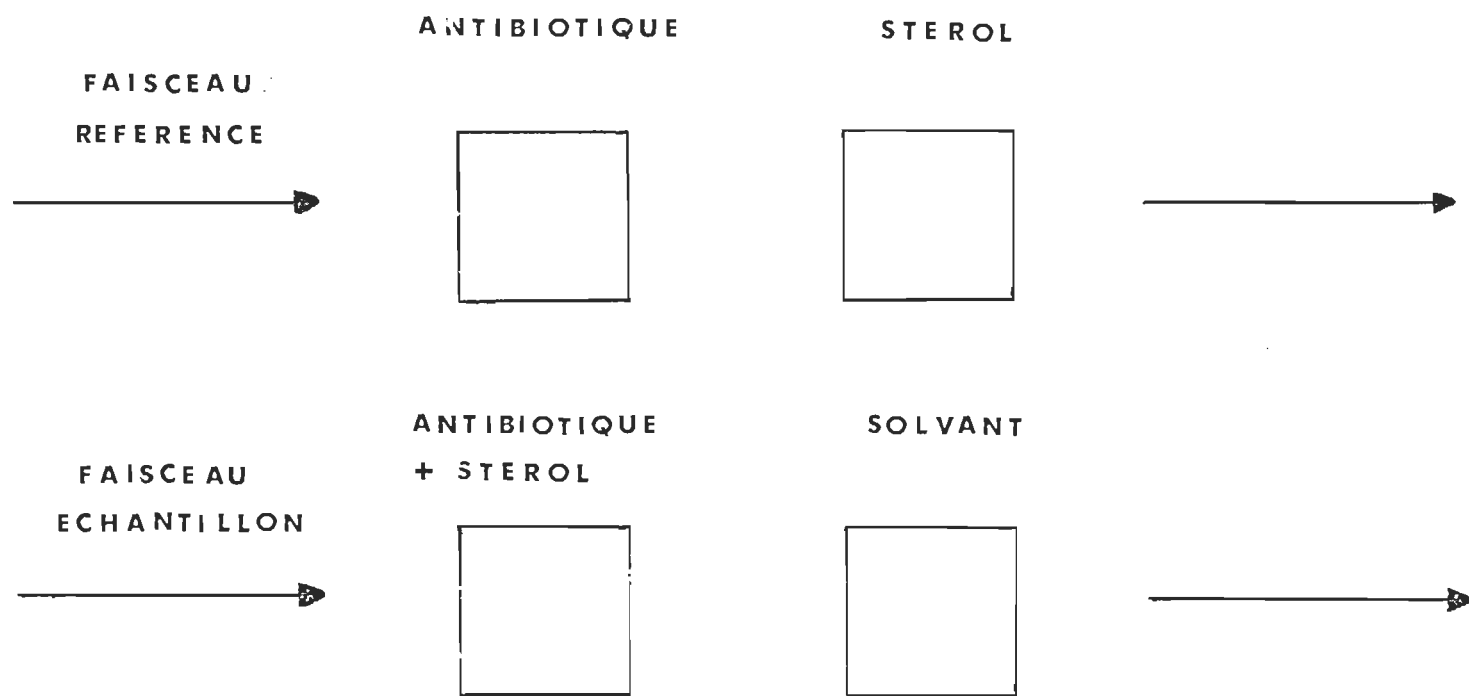 ANTIBIOTIQUE
STEROL
FAISCEAU
REFERENCE
ANTIBIOTIQUE
+ STEROL
SOLVANT
FAISCEAU
ECHANTILLON